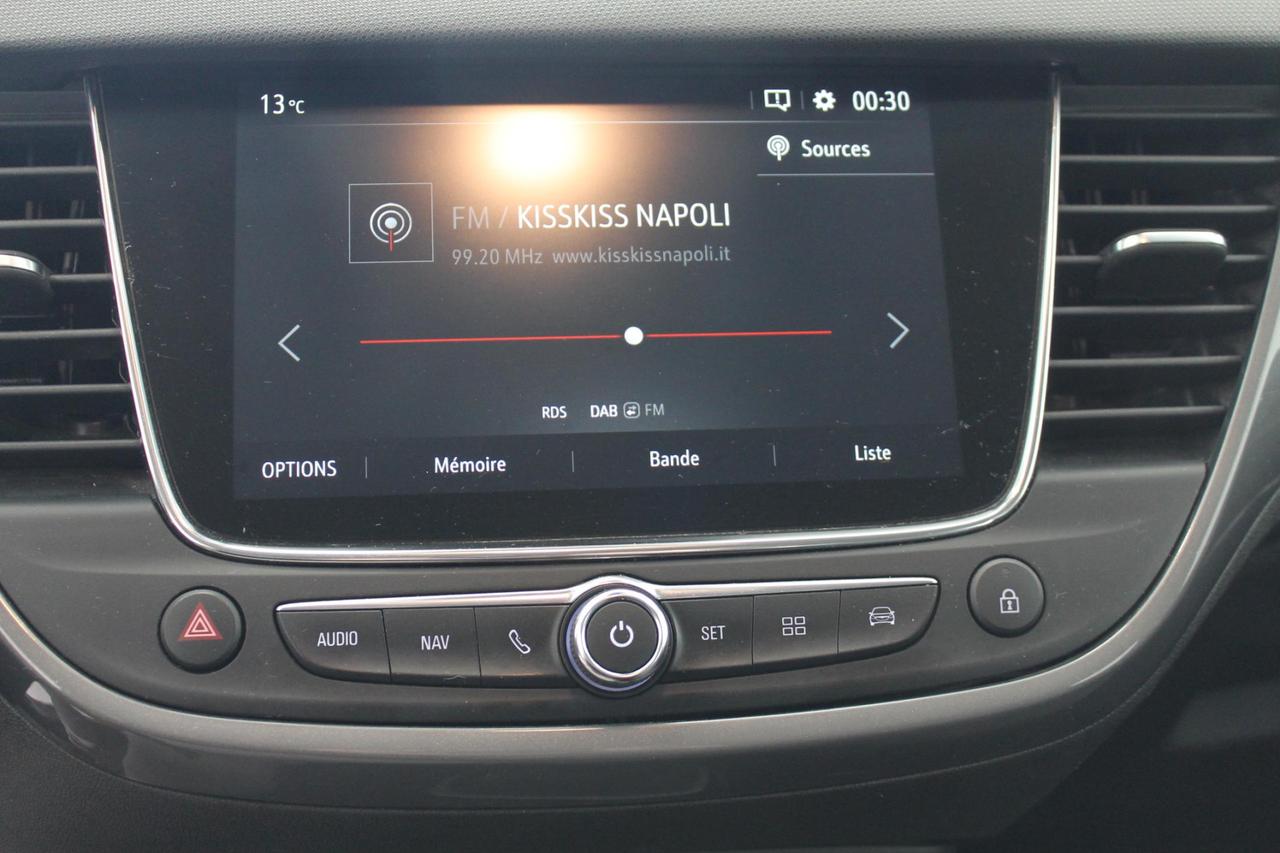 13°C 00:30
Sources
FM / KISSKISS NAPOLI
99.20 MHz www.kisskissnapoli.it
RDS DAB FM
OPTIONS Mémoire Bande Liste
AUDIO NAV SET